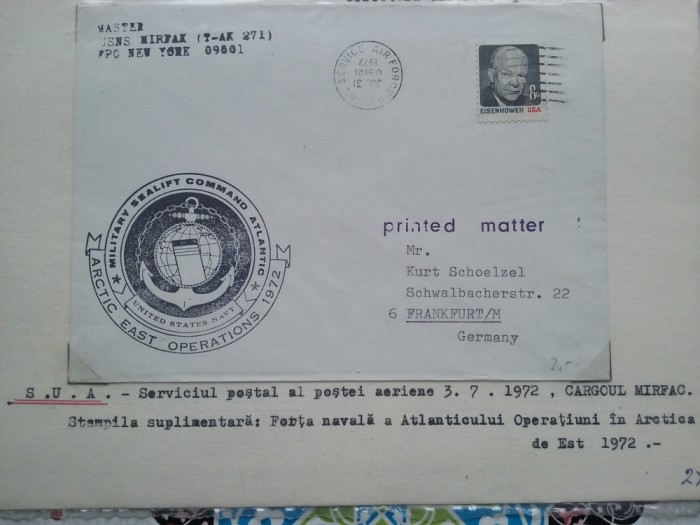 MASTER
USNS MIRFAK (T-AK 271)
FPO NEW YORK 09501
SERVICE AIR FORCE
1972
EISENHOWER USA
6c
MILITARY SEALIFT COMMAND ATLANTIC
UNITED STATES NAVY
ARCTIC EAST OPERATIONS 1972
printed matter
Mr.
Kurt Schoelzel
Schwalbacherstr. 22
6 FRANKFURT/M
Germany
2,-
S.U.A. - Serviciul poştal al poştei aeriene 3.7.1972, CARGOUL MIRFAC.
Stampila suplimentară: Forţa navală a Atlanticului Operaţiuni în Arctica
de Est 1972.-